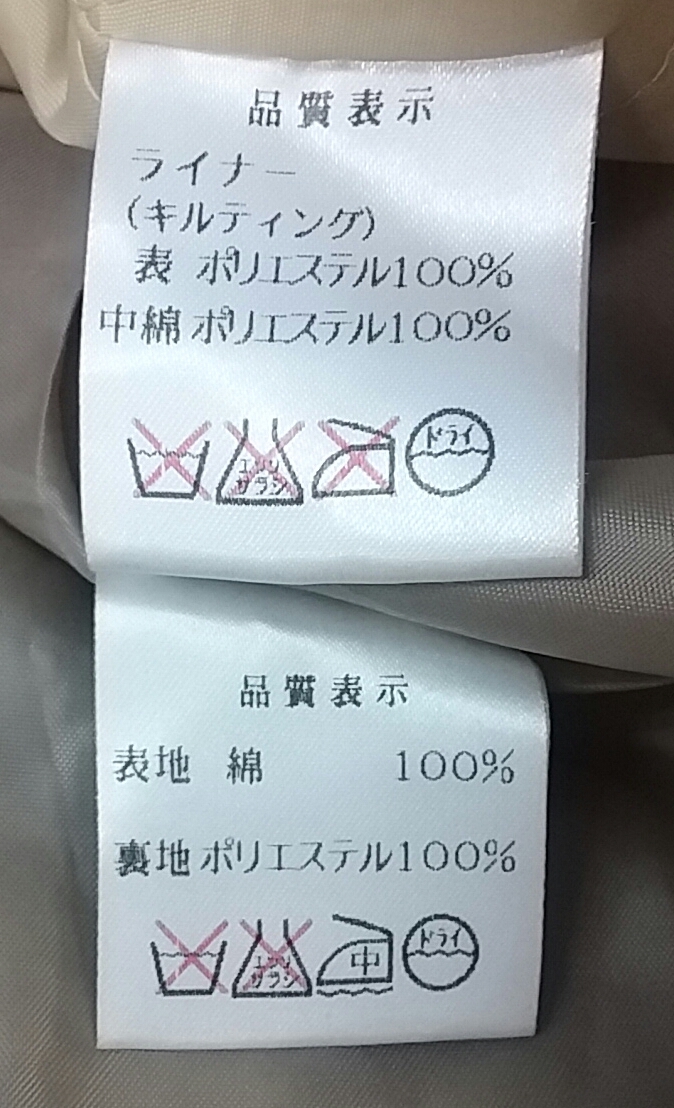 品質表示
ライナー
(キルティング)
表 ポリエステル100%
中綿 ポリエステル100%
エンソ
サラシ
ドライ
品質表示
表地 綿 100%
裏地 ポリエステル100%
エンソ
サラシ
中
ドライ